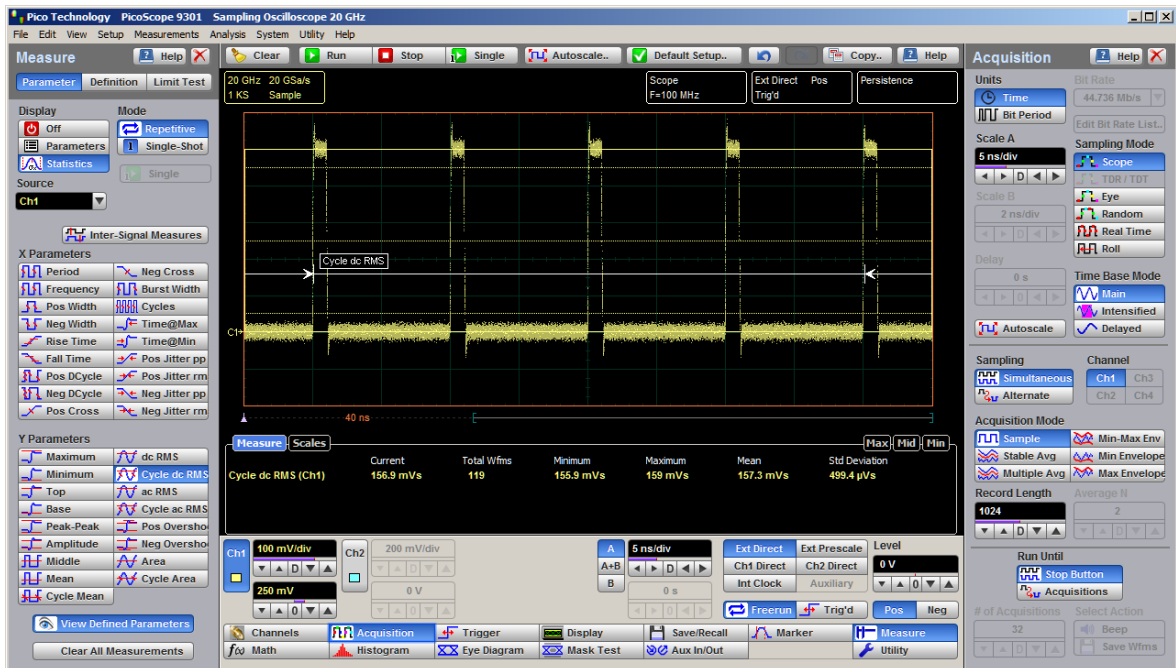 Pico Technology PicoScope 9301 Sampling Oscilloscope 20 GHz
File Edit View Setup Measurements Analysis System Utility Help
Measure Help
Parameter Definition Limit Test
Display Mode
Off Repetitive
Parameters 1 Single-Shot
Statistics
Single
Source
Ch1
Inter-Signal Measures
X Parameters
Period Neg Cross
Frequency Burst Width
Pos Width Cycles
Neg Width Time@Max
Rise Time Time@Min
Fall Time Pos Jitter pp
Pos DCycle Pos Jitter rm
Neg DCycle Neg Jitter pp
Pos Cross Neg Jitter rm
Y Parameters
Maximum dc RMS
Minimum Cycle dc RMS
Top ac RMS
Base Cycle ac RMS
Peak-Peak Pos Oversho
Amplitude Neg Oversho
Middle Area
Mean Cycle Area
Cycle Mean
View Defined Parameters
Clear All Measurements
Clear Run Stop Single Autoscale.. Default Setup.. Copy.. Help
20 GHz 20 GSa/s
1 KS Sample
Scope
F=100 MHz
Ext Direct Pos
Trig'd
Persistence
Cycle dc RMS
C1
40 ns
Measure Scales Max Mid Min
Current Total Wfms Minimum Maximum Mean Std Deviation
Cycle dc RMS (Ch1) 156.9 mVs 119 155.9 mVs 159 mVs 157.3 mVs 499.4 µVs
Ch1 100 mV/div
D
250 mV
0
Ch2 200 mV/div
D
0 V
0
A 5 ns/div
A+B D
B 0 s
0
Ext Direct Ext Prescale
Ch1 Direct Ch2 Direct
Int Clock Auxiliary
Freerun Trig'd
Level
0 V
0
Pos Neg
Channels Acquisition Trigger Display Save/Recall Marker Measure
f(x) Math Histogram Eye Diagram Mask Test Aux In/Out Utility
Acquisition Help
Units
Time
Bit Period
Bit Rate
44.736 Mb/s
Edit Bit Rate List..
Scale A
5 ns/div
D
Scale B
2 ns/div
D
Delay
0 s
0
Autoscale
Sampling Mode
Scope
TDR / TDT
Eye
Random
Real Time
Roll
Time Base Mode
Main
Intensified
Delayed
Sampling
Simultaneous
Alternate
Channel
Ch1 Ch3
Ch2 Ch4
Acquisition Mode
Sample Min-Max Env
Stable Avg Min Envelope
Multiple Avg Max Envelope
Record Length Average N
1024 2
D D
Run Until
Stop Button
Acquisitions
# of Acquisitions Select Action
32 Beep
D Save Wfms